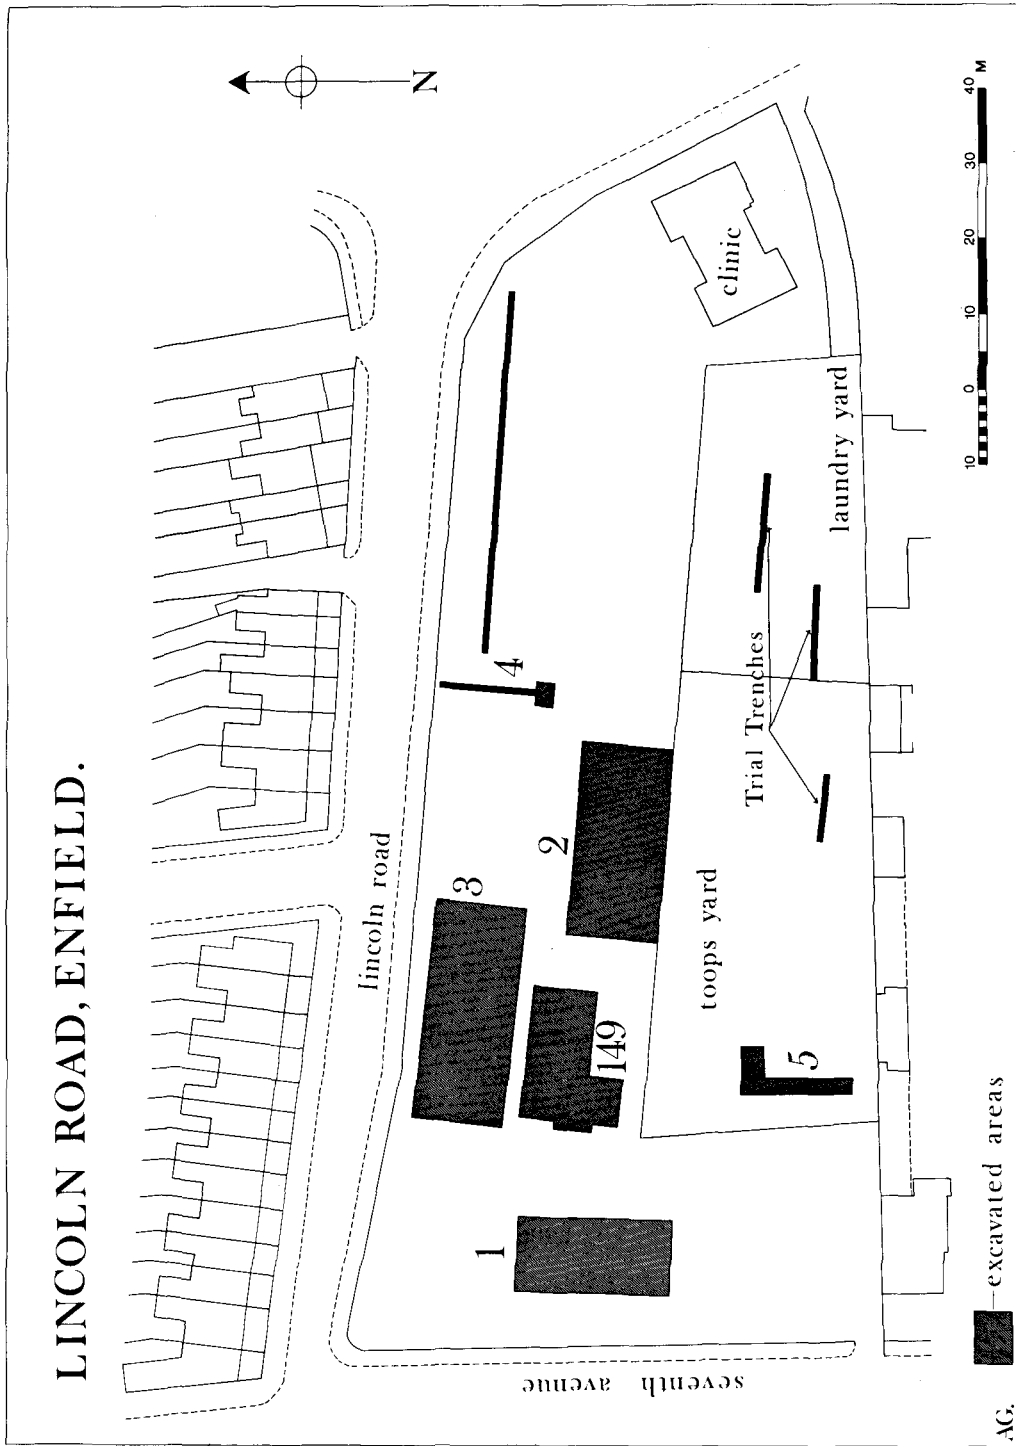 LINCOLN ROAD, ENFIELD.
N
lincoln road
seventh avenue
1
3
149
2
4
5
toops yard
Trial Trenches
laundry yard
clinic
10 0 10 20 30 40 M
excavated areas
AG.